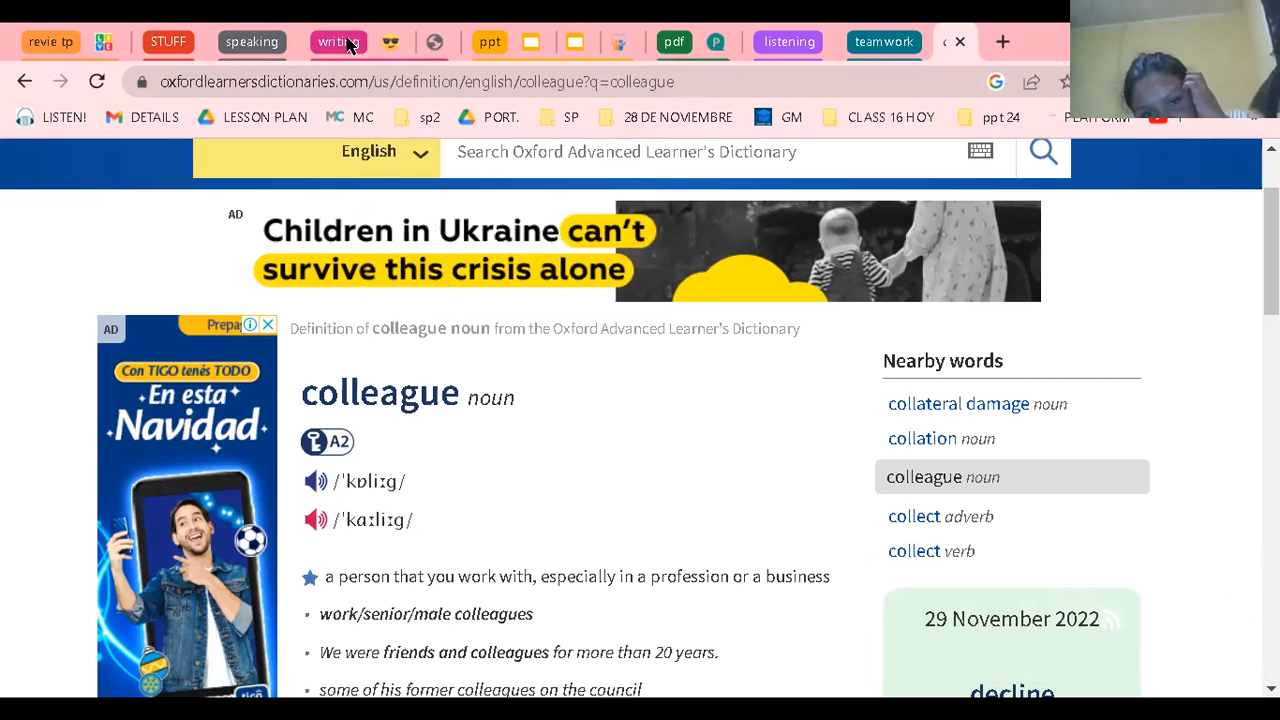 revie tp STUFF speaking writing ppt pdf listening teamwork
oxfordlearnersdictionaries.com/us/definition/english/colleague?q=colleague
LISTEN! DETAILS LESSON PLAN MC sp2 PORT. SP 28 DE NOVIEMBRE GM CLASS 16 HOY ppt 24
English Search Oxford Advanced Learner's Dictionary
AD
Children in Ukraine can't
survive this crisis alone
AD
Definition of colleague noun from the Oxford Advanced Learner's Dictionary
Con TIGO tenés TODO
En esta
Navidad
tigo
colleague noun
A2
/ˈkɒliːɡ/
/ˈkɑːliːɡ/
a person that you work with, especially in a profession or a business
work/senior/male colleagues
We were friends and colleagues for more than 20 years.
some of his former colleagues on the council
Nearby words
collateral damage noun
collation noun
colleague noun
collect adverb
collect verb
29 November 2022
decline